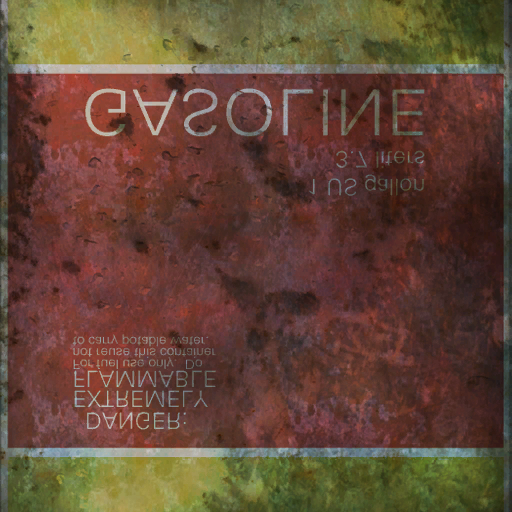 DANGER:
EXTREMELY
FLAMMABLE
For fuel use only. Do
not reuse this container
to carry potable water.
1 US gallon
3.7 liters
GASOLINE